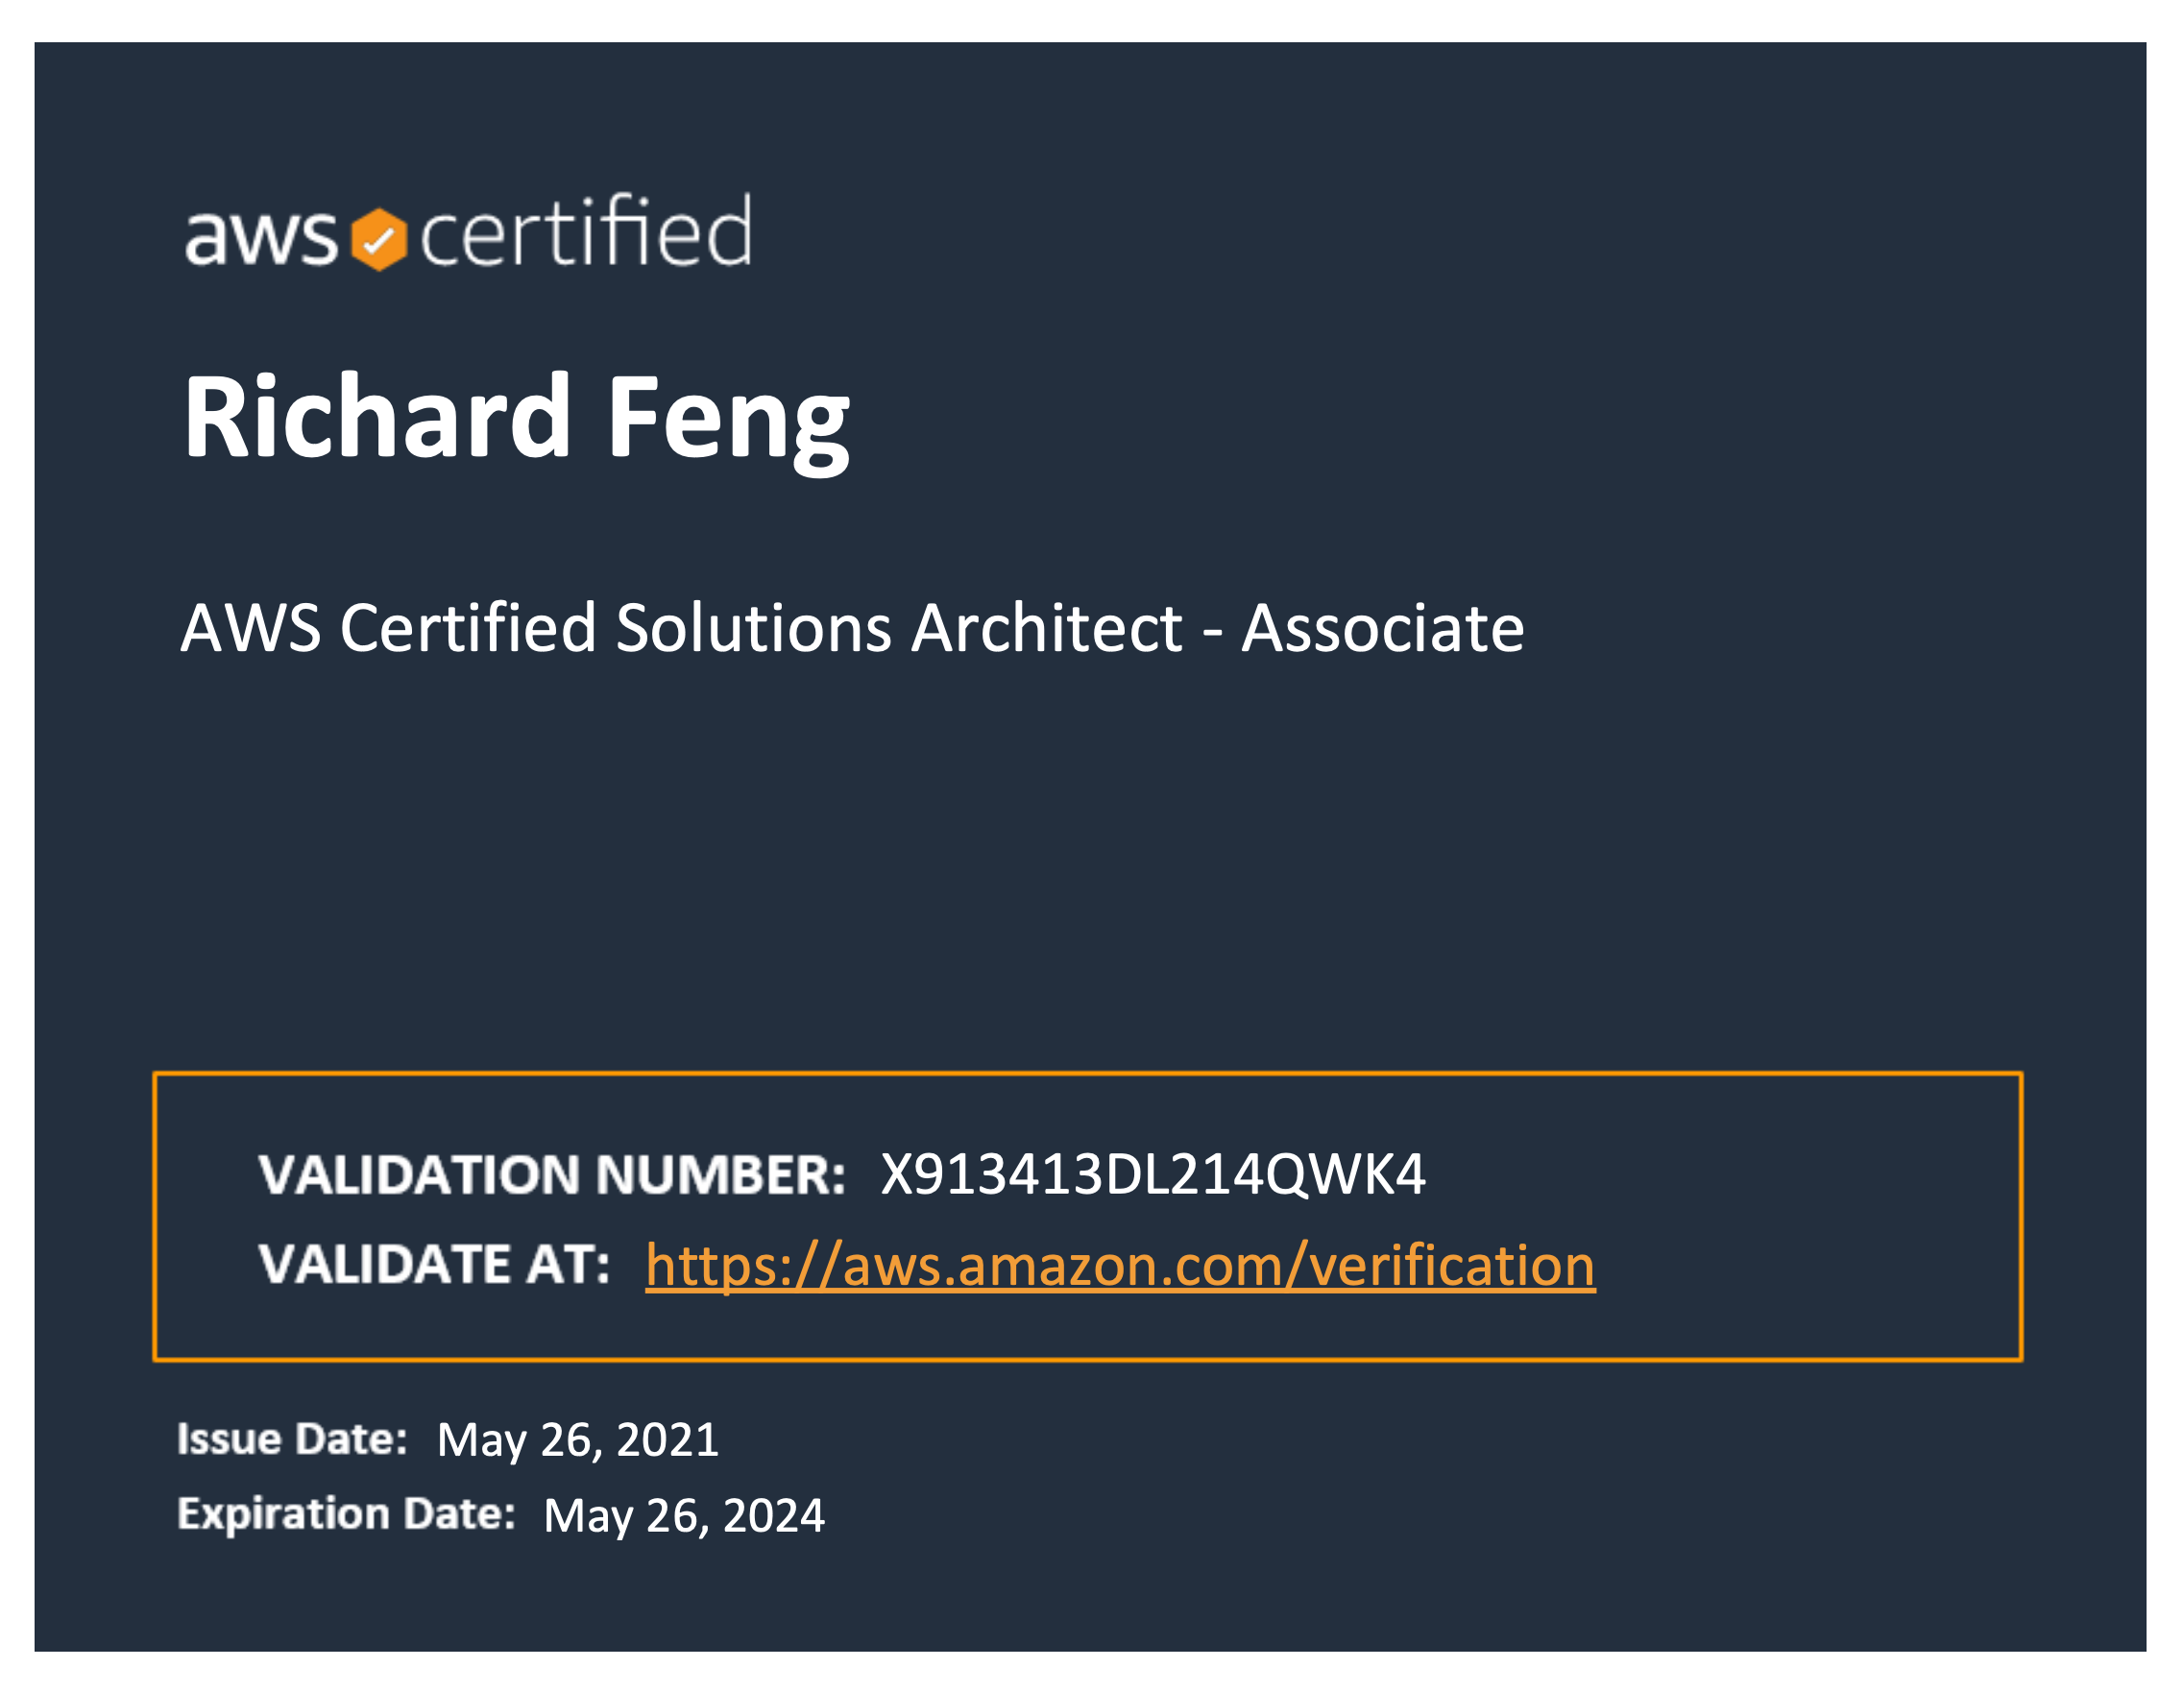 aws certified
Richard Feng
AWS Certified Solutions Architect - Associate
VALIDATION NUMBER: X913413DL214QWK4
VALIDATE AT: https://aws.amazon.com/verification
Issue Date: May 26, 2021
Expiration Date: May 26, 2024